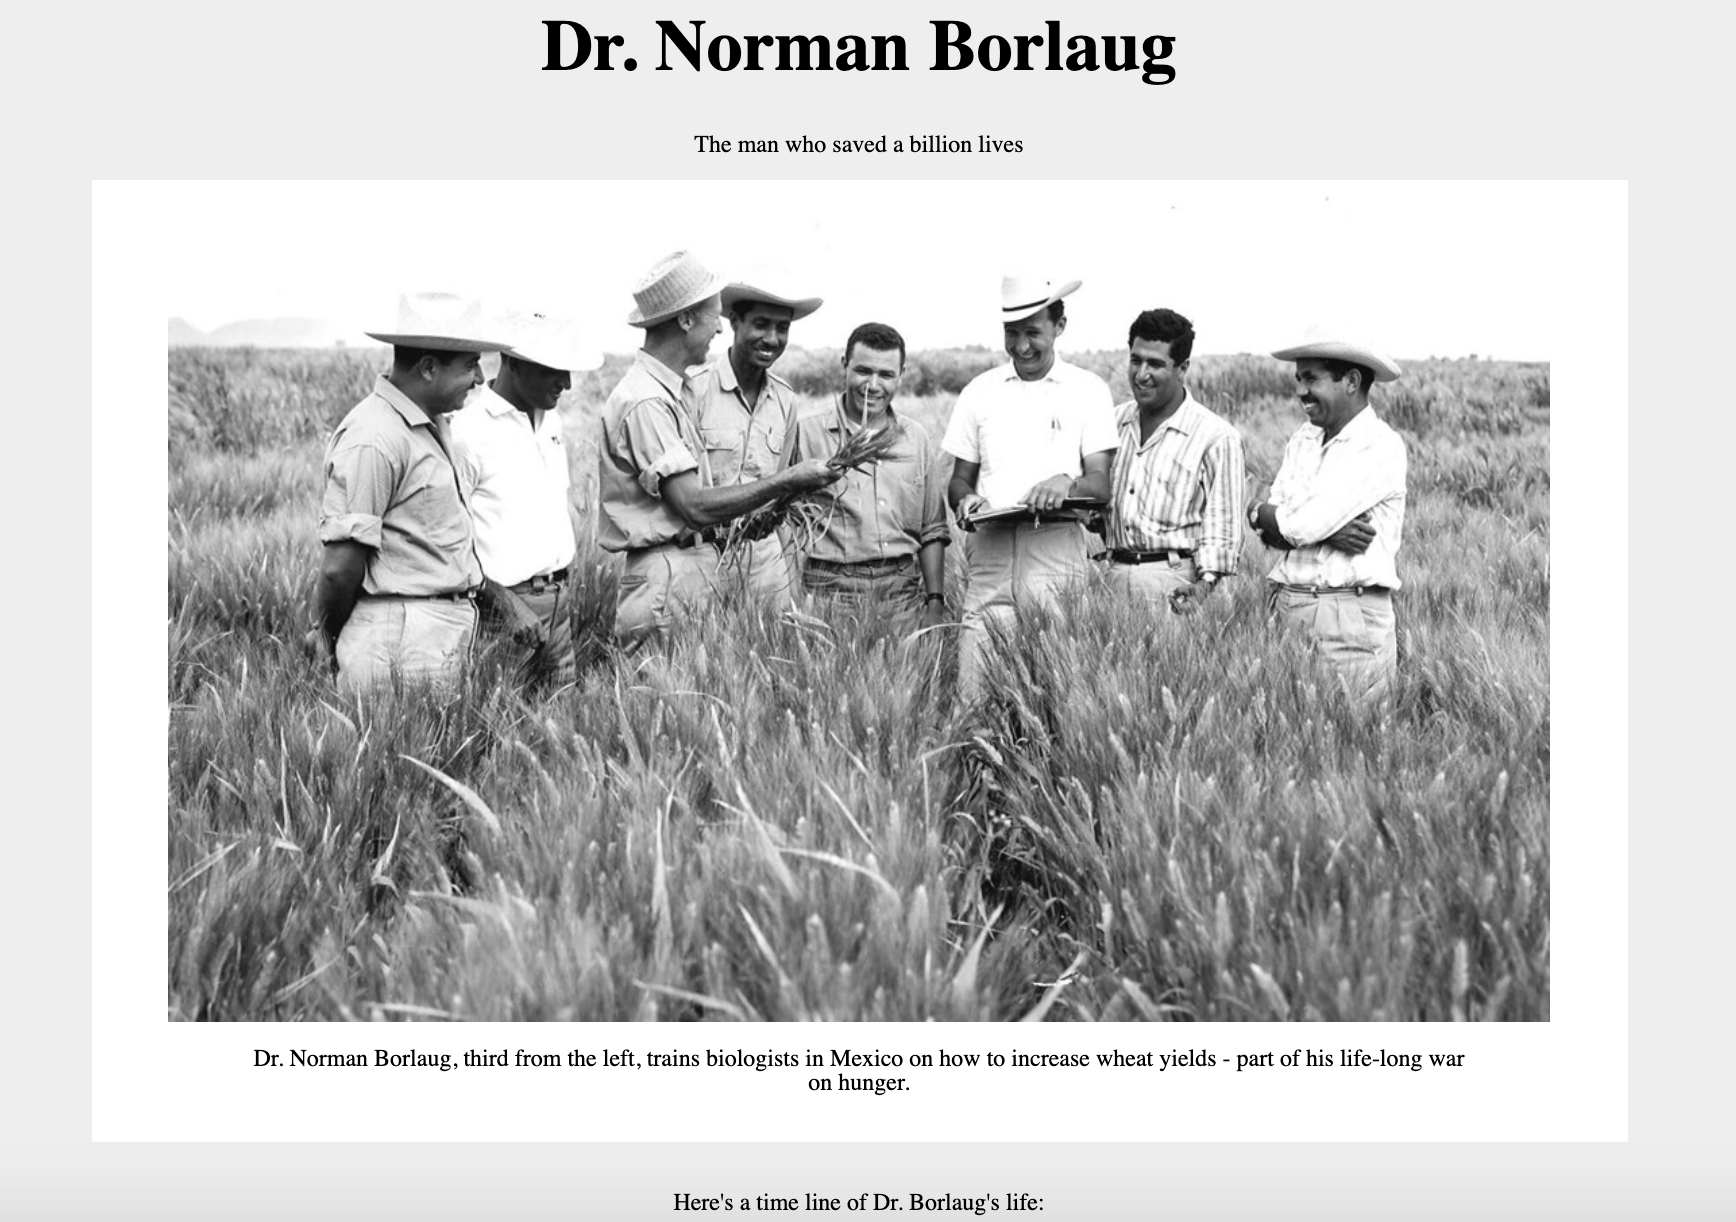 Dr. Norman Borlaug
The man who saved a billion lives
Dr. Norman Borlaug, third from the left, trains biologists in Mexico on how to increase wheat yields - part of his life-long war
on hunger.
Here's a time line of Dr. Borlaug's life: